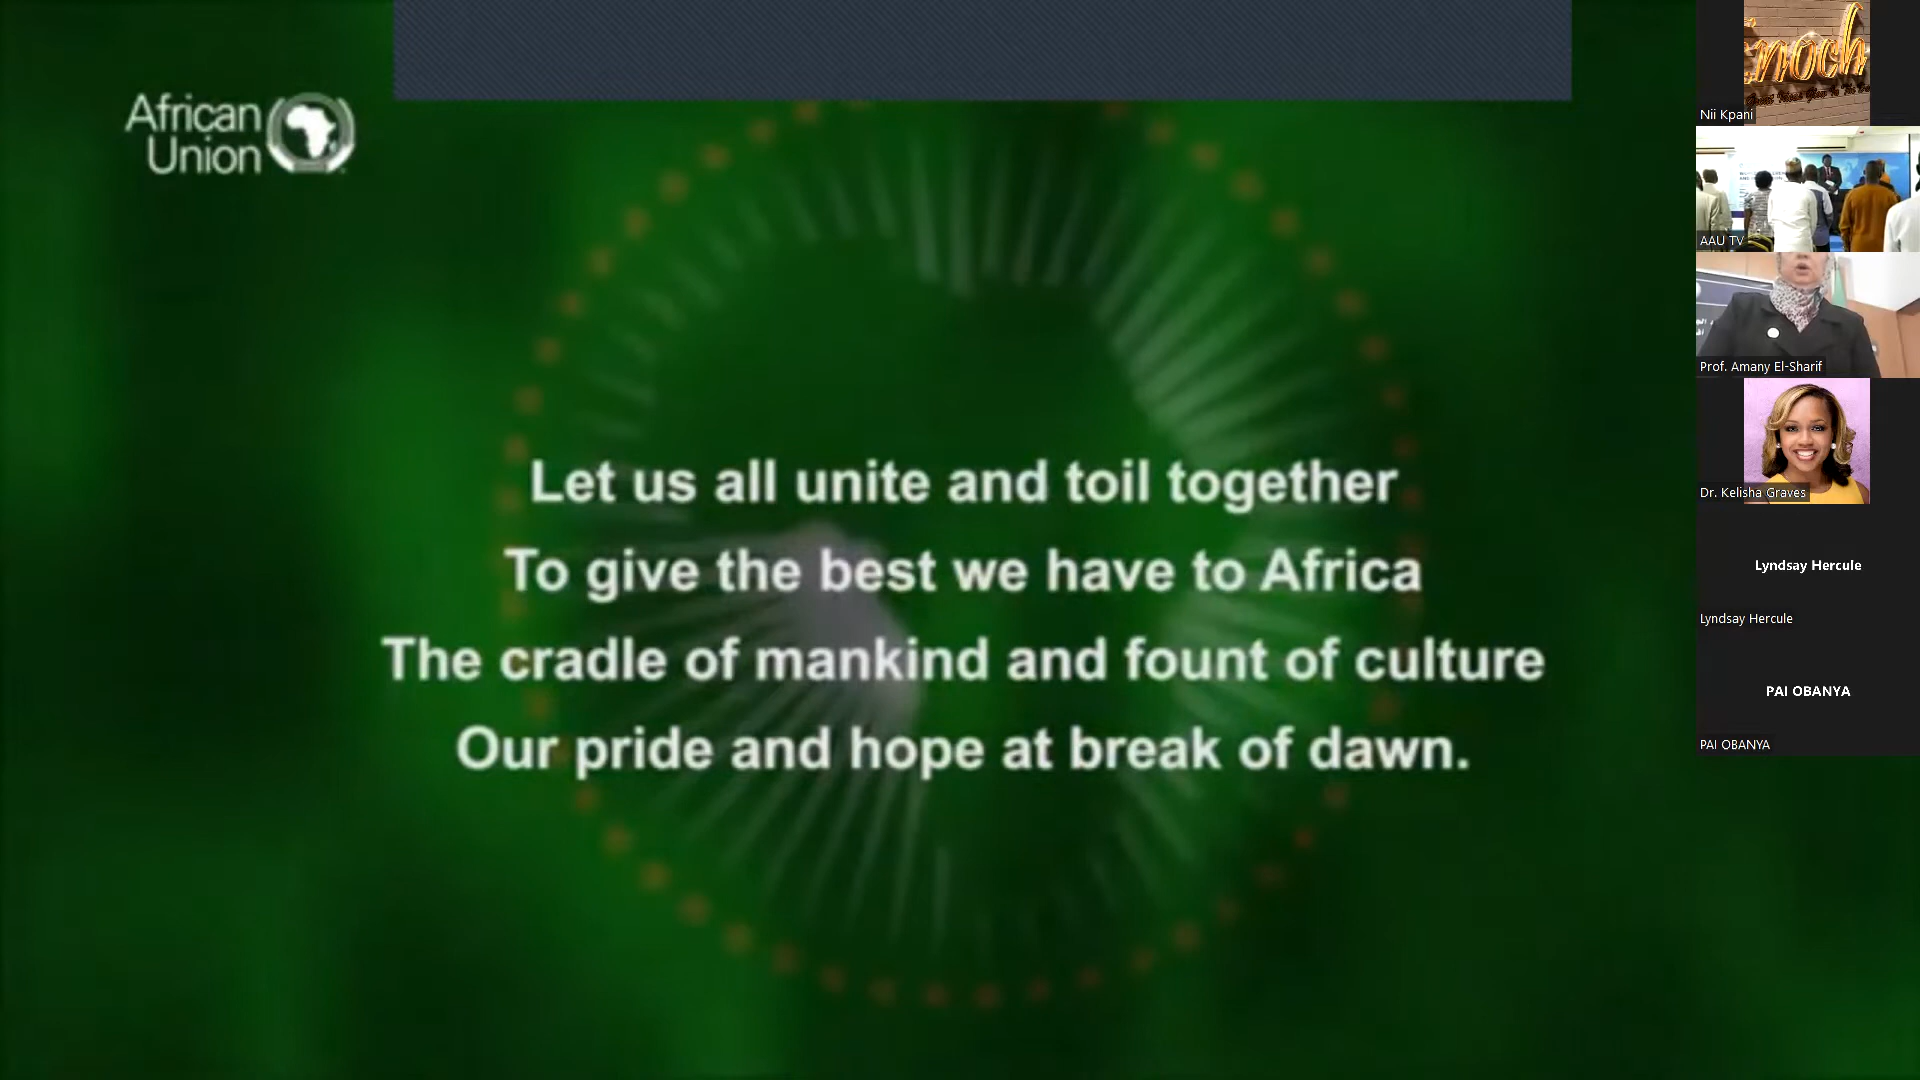 African
Union
Let us all unite and toil together
To give the best we have to Africa
The cradle of mankind and fount of culture
Our pride and hope at break of dawn.
noch
Nii Kpani
AAU TV
Prof. Amany El-Sharif
Dr. Kelisha Graves
Lyndsay Hercule
Lyndsay Hercule
PAI OBANYA
PAI OBANYA